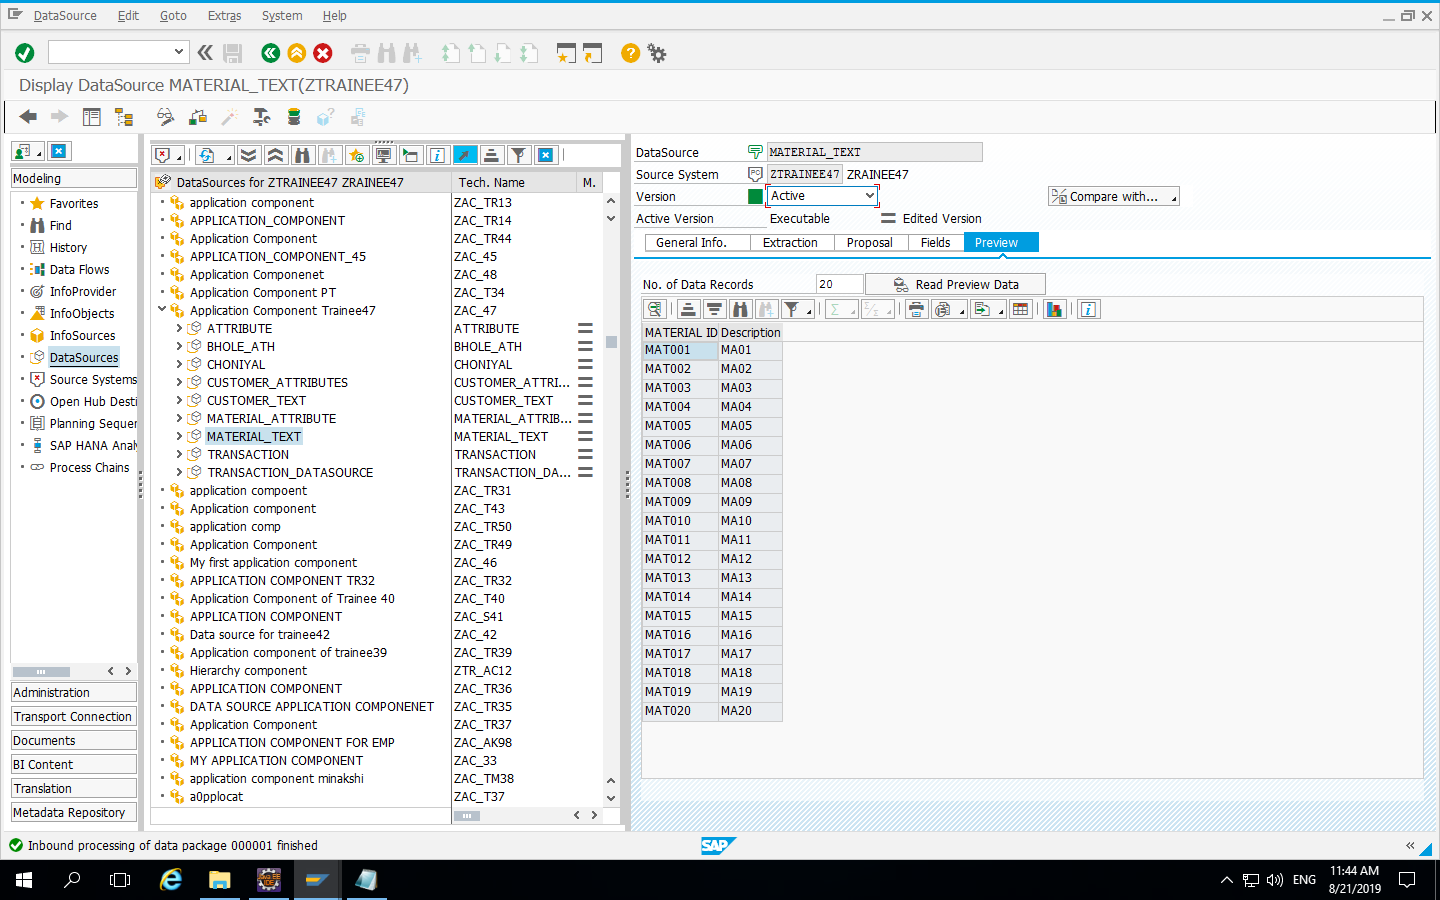 DataSource Edit Goto Extras System Help
Display DataSource MATERIAL_TEXT(ZTRAINEE47)
Modeling
Favorites
Find
History
Data Flows
InfoProvider
InfoObjects
InfoSources
DataSources
Source Systems
Open Hub Desti
Planning Sequer
SAP HANA Analy
Process Chains
Administration
Transport Connection
Documents
BI Content
Translation
Metadata Repository
DataSources for ZTRAINEE47 ZRAINEE47 Tech. Name M.
application component ZAC_TR13
APPLICATION_COMPONENT ZAC_TR14
Application Component ZAC_TR44
APPLICATION_COMPONENT_45 ZAC_45
Application Componenet ZAC_48
Application Component PT ZAC_T34
Application Component Trainee47 ZAC_47
ATTRIBUTE ATTRIBUTE
BHOLE_ATH BHOLE_ATH
CHONIYAL CHONIYAL
CUSTOMER_ATTRIBUTES CUSTOMER_ATTRI...
CUSTOMER_TEXT CUSTOMER_TEXT
MATERIAL_ATTRIBUTE MATERIAL_ATTRIB...
MATERIAL_TEXT MATERIAL_TEXT
TRANSACTION TRANSACTION
TRANSACTION_DATASOURCE TRANSACTION_DA...
application compoent ZAC_TR31
Application component ZAC_T43
application comp ZAC_TR50
Application Component ZAC_TR49
My first application component ZAC_46
APPLICATION COMPONENT TR32 ZAC_TR32
Application Component of Trainee 40 ZAC_T40
APPLICATION COMPONENT ZAC_S41
Data source for trainee42 ZAC_42
Application component of trainee39 ZAC_TR39
Hierarchy component ZTR_AC12
APPLICATION COMPONENT ZAC_TR36
DATA SOURCE APPLICATION COMPONENET ZAC_TR35
Application Component ZAC_TR37
APPLICATION COMPONENT FOR EMP ZAC_AK98
MY APPLICATION COMPONENT ZAC_33
application component minakshi ZAC_TM38
a0pplocat ZAC_T37
DataSource MATERIAL_TEXT
Source System PC ZTRAINEE47 ZRAINEE47
Version Active Compare with...
Active Version Executable Edited Version
General Info. Extraction Proposal Fields Preview
No. of Data Records 20 Read Preview Data
MATERIAL ID Description
MAT001 MA01
MAT002 MA02
MAT003 MA03
MAT004 MA04
MAT005 MA05
MAT006 MA06
MAT007 MA07
MAT008 MA08
MAT009 MA09
MAT010 MA10
MAT011 MA11
MAT012 MA12
MAT013 MA13
MAT014 MA14
MAT015 MA15
MAT016 MA16
MAT017 MA17
MAT018 MA18
MAT019 MA19
MAT020 MA20
Inbound processing of data package 000001 finished
SAP
ENG
11:44 AM
8/21/2019